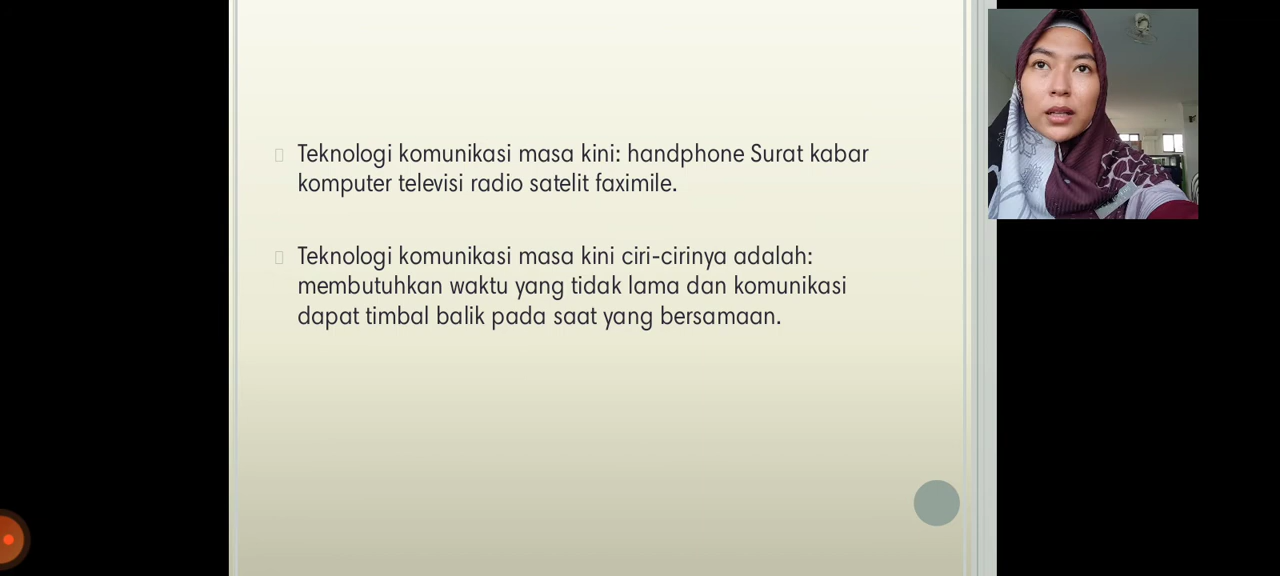 Teknologi komunikasi masa kini: handphone Surat kabar
komputer televisi radio satelit faximile.
Teknologi komunikasi masa kini ciri-cirinya adalah:
membutuhkan waktu yang tidak lama dan komunikasi
dapat timbal balik pada saat yang bersamaan.